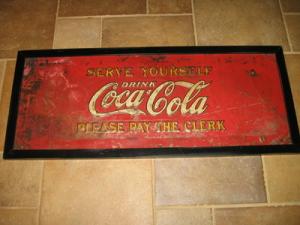 SERVE YOURSELF
DRINK
Coca-Cola
PLEASE PAY THE CLERK